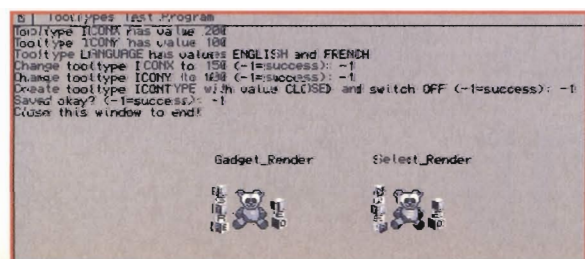 Tooltypes Test Program
Tooltype ICONX has value 200
Tooltype ICONY has value 100
Tooltype LANGUAGE has values ENGLISH and FRENCH
Change tooltype ICONX to 150 (-1=success): -1
Change tooltype ICONY to 100 (-1=success): -1
Create tooltype ICONTYPE with value CLOSED and switch OFF (-1=success): -1
Saved okay? (-1=success): -1
Close this window to end!
Gadget_Render
Select_Render